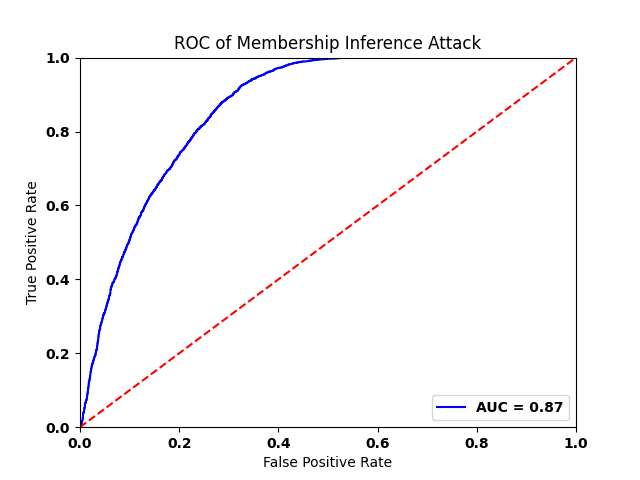 ROC of Membership Inference Attack
True Positive Rate
1.0
0.8
0.6
0.4
0.2
0.0
AUC = 0.87
0.0 0.2 0.4 0.6 0.8 1.0
False Positive Rate